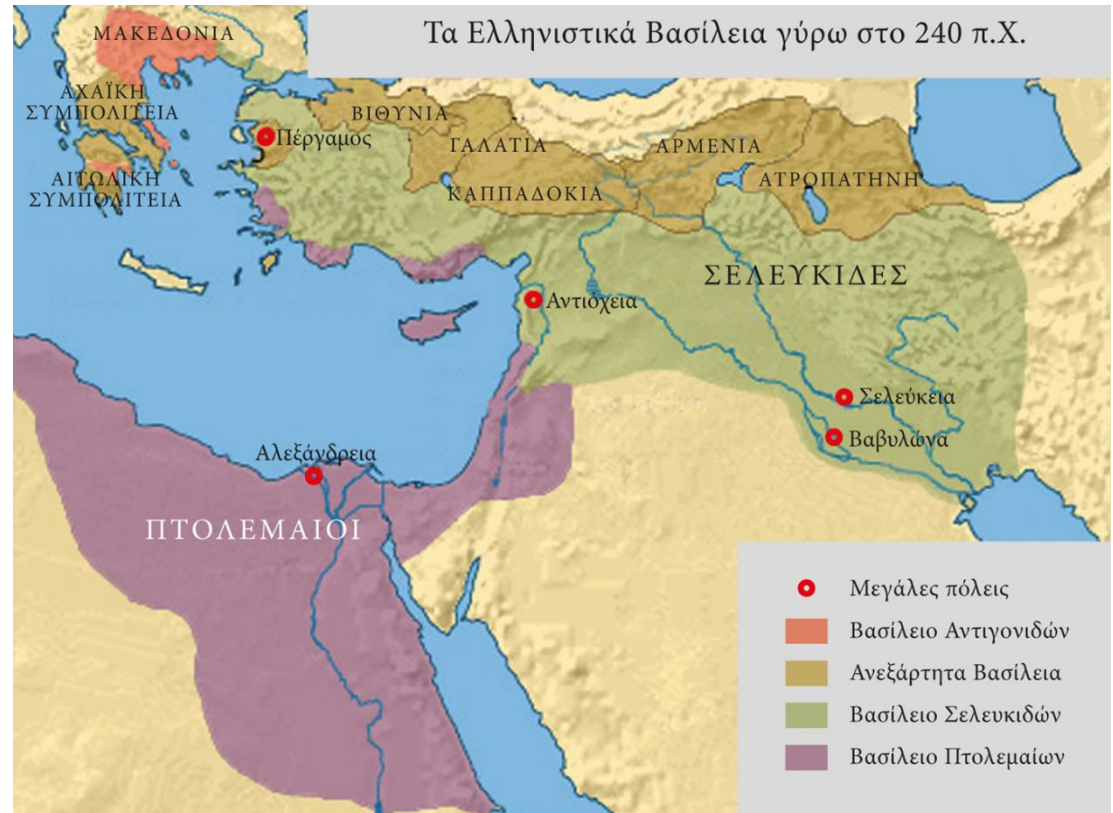 Τα Ελληνιστικά Βασίλεια γύρω στο 240 π.Χ.
ΜΑΚΕΔΟΝΙΑ
ΑΧΑΪΚΗ
ΣΥΜΠΟΛΙΤΕΙΑ
ΑΙΤΩΛΙΚΗ
ΣΥΜΠΟΛΙΤΕΙΑ
Πέργαμος
ΒΙΘΥΝΙΑ
ΓΑΛΑΤΙΑ
ΚΑΠΠΑΔΟΚΙΑ
ΑΡΜΕΝΙΑ
ΑΤΡΟΠΑΤΗΝΗ
ΣΕΛΕΥΚΙΔΕΣ
Αντιόχεια
Σελεύκεια
Βαβυλώνα
Αλεξάνδρεια
ΠΤΟΛΕΜΑΙΟΙ
Μεγάλες πόλεις
Βασίλειο Αντιγονιδών
Ανεξάρτητα Βασίλεια
Βασίλειο Σελευκιδών
Βασίλειο Πτολεμαίων